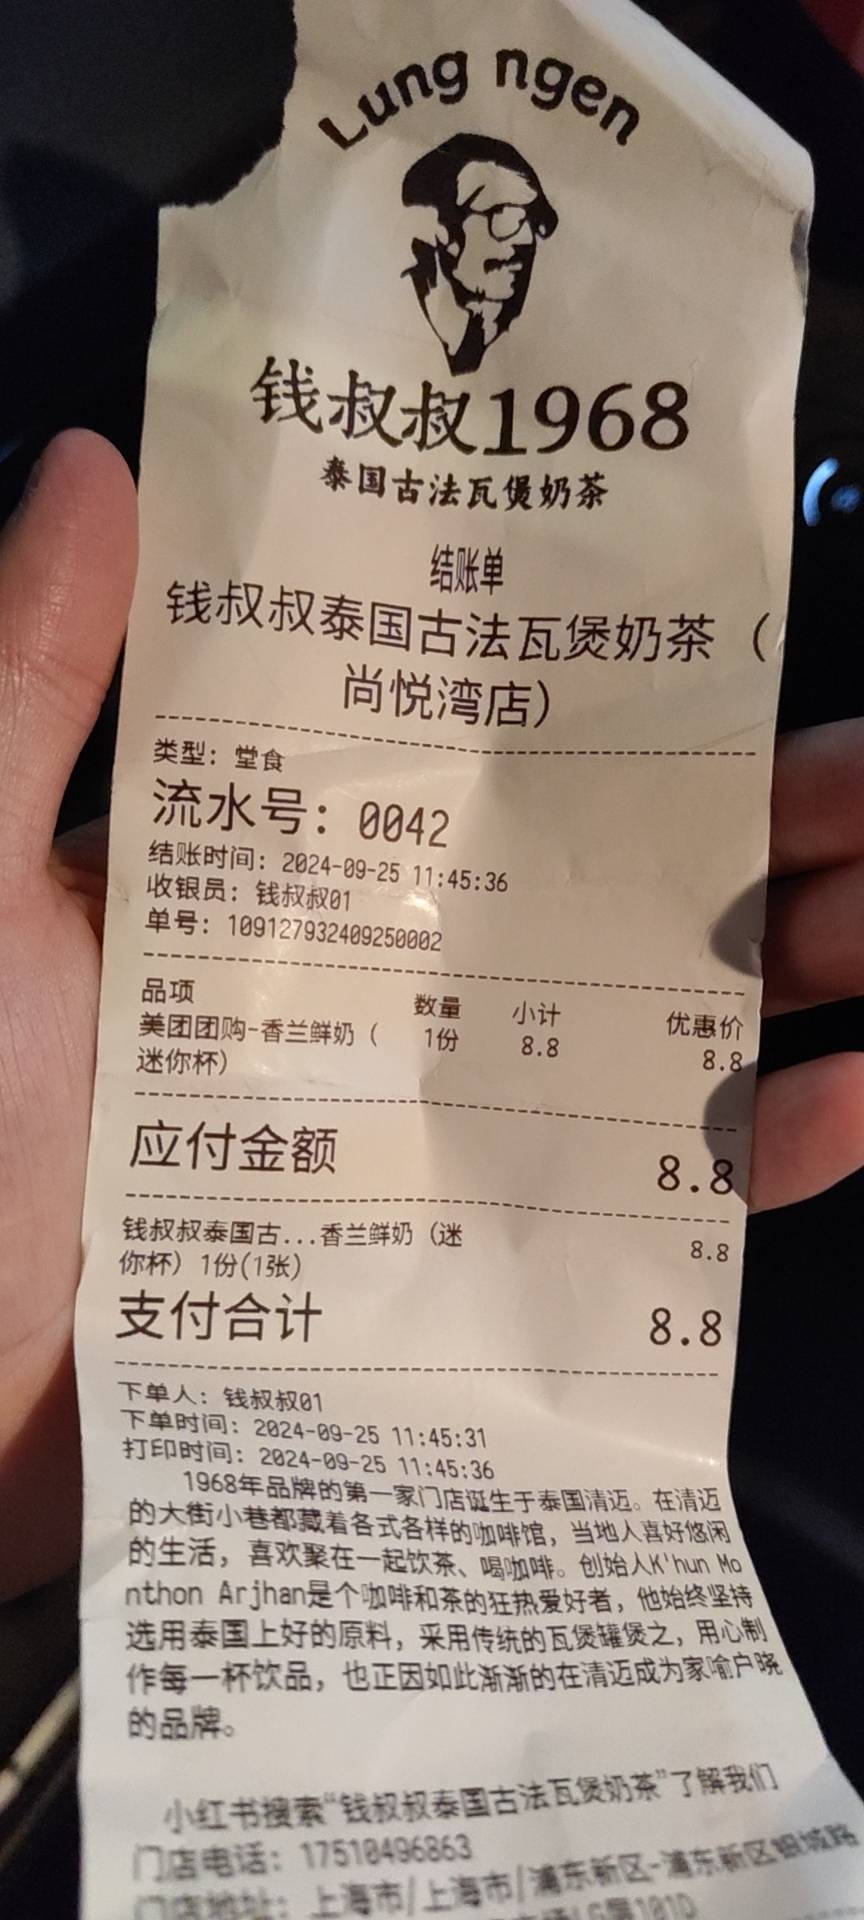 Lung ngen
钱叔叔1968
泰国古法瓦煲奶茶
结账单
钱叔叔泰国古法瓦煲奶茶（
尚悦湾店）
类型：堂食
流水号：0042
结账时间：2024-09-25 11:45:36
收银员：钱叔叔01
单号：109127932409250002
品项 数量 小计 优惠价
美团团购-香兰鲜奶（ 1份 8.8 8.8
迷你杯）
应付金额 8.8
钱叔叔泰国古...香兰鲜奶（迷 8.8
你杯）1份(1张)
支付合计 8.8
下单人：钱叔叔01
下单时间：2024-09-25 11:45:31
打印时间：2024-09-25 11:45:36
1968年品牌的第一家门店诞生于泰国清迈。在清迈
的大街小巷都藏着各式各样的咖啡馆，当地人喜好悠闲
的生活，喜欢聚在一起饮茶、喝咖啡。创始人K'hun Mo
nthon Arjhan是个咖啡和茶的狂热爱好者，他始终坚持
选用泰国上好的原料，采用传统的瓦煲罐煲之，用心制
作每一杯饮品，也正因如此渐渐的在清迈成为家喻户晓
的品牌。
小红书搜索“钱叔叔泰国古法瓦煲奶茶”了解我们
门店电话：17510496863
门店地址：上海市/上海市/浦东新区-浦东新区银城路
LG层101D